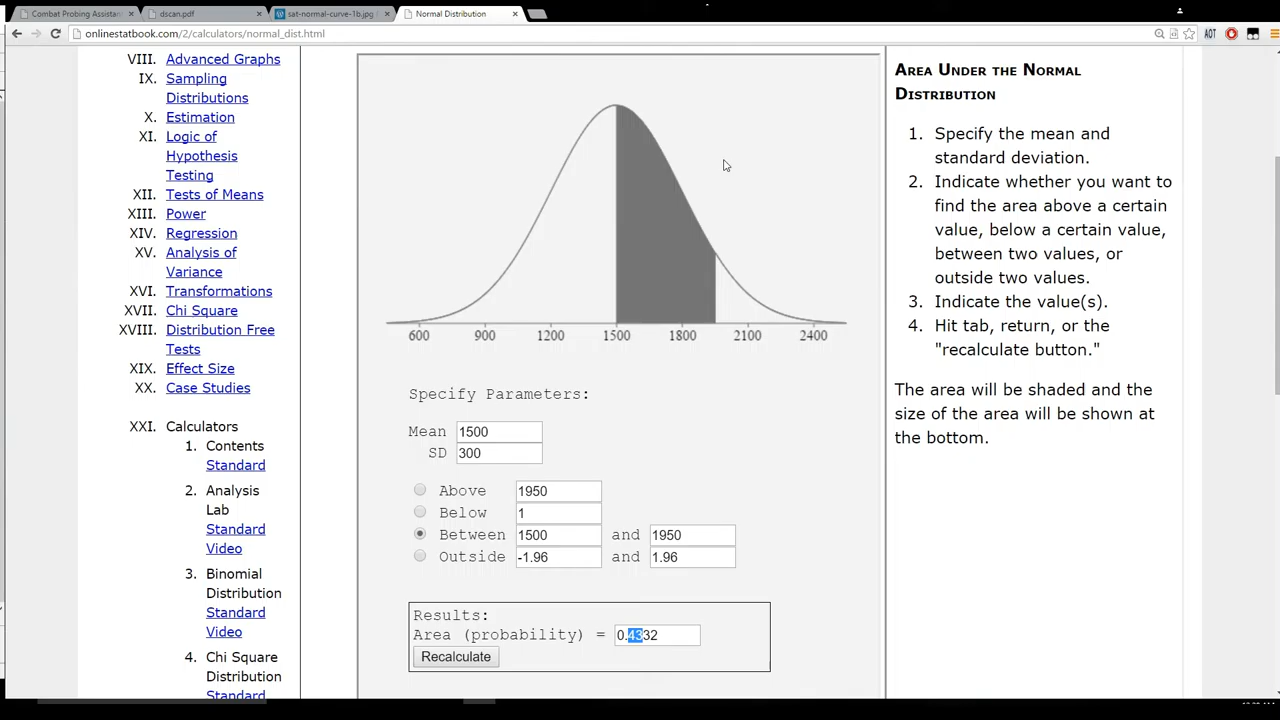 Combat Probing Assistan
dscan.pdf
sat-normal-curve-1b.jpg
Normal Distribution
onlinestatbook.com/2/calculators/normal_dist.html
AOT
VIII. Advanced Graphs
IX. Sampling
Distributions
X. Estimation
XI. Logic of
Hypothesis
Testing
XII. Tests of Means
XIII. Power
XIV. Regression
XV. Analysis of
Variance
XVI. Transformations
XVII. Chi Square
XVIII. Distribution Free
Tests
XIX. Effect Size
XX. Case Studies
XXI. Calculators
1. Contents
Standard
2. Analysis
Lab
Standard
Video
3. Binomial
Distribution
Standard
Video
4. Chi Square
Distribution
Standard
600 900 1200 1500 1800 2100 2400
Specify Parameters:
Mean 1500
SD 300
Above 1950
Below 1
Between 1500 and 1950
Outside -1.96 and 1.96
Results:
Area (probability) = 0.4332
Recalculate
Area Under the Normal
Distribution
1. Specify the mean and
standard deviation.
2. Indicate whether you want to
find the area above a certain
value, below a certain value,
between two values, or
outside two values.
3. Indicate the value(s).
4. Hit tab, return, or the
"recalculate button."
The area will be shaded and the
size of the area will be shown at
the bottom.